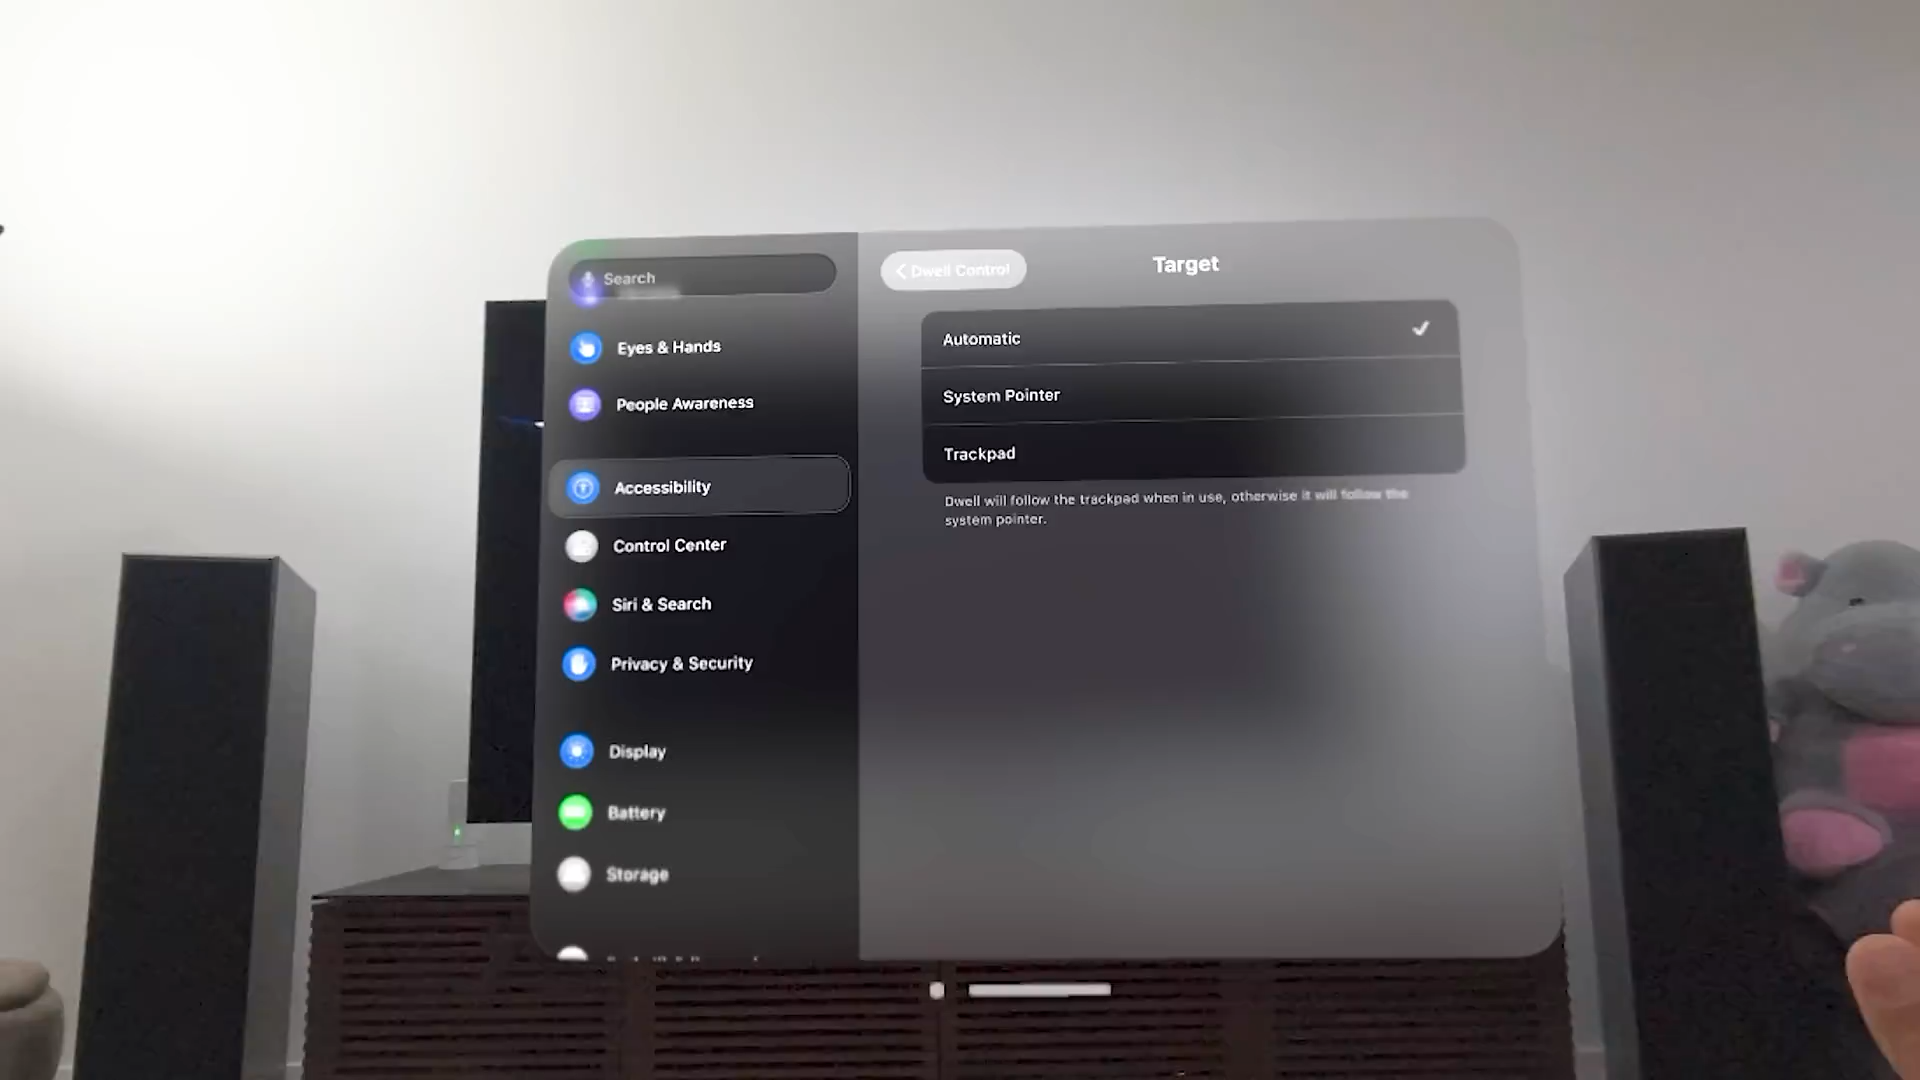 Search
Eyes & Hands
People Awareness
Accessibility
Control Center
Siri & Search
Privacy & Security
Display
Battery
Storage
Dwell Control
Target
Automatic
System Pointer
Trackpad
Dwell will follow the trackpad when in use, otherwise it will follow the
system pointer.